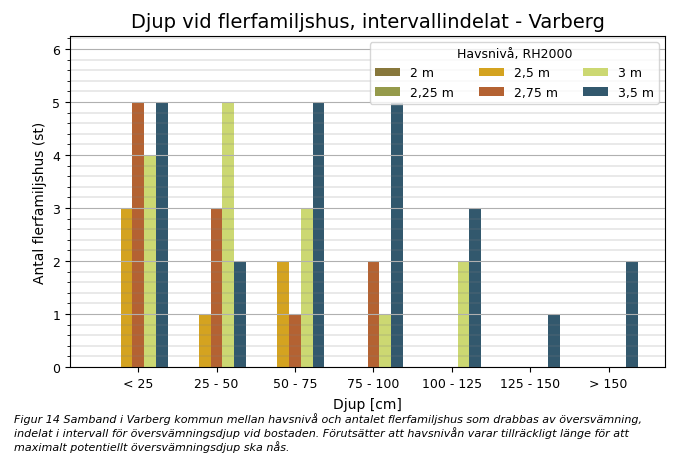 Djup vid flerfamiljshus, intervallindelat - Varberg
Havsnivå, RH2000
2 m 2,5 m 3 m
2,25 m 2,75 m 3,5 m
Antal flerfamiljshus (st)
6
5
4
3
2
1
0
< 25 25 - 50 50 - 75 75 - 100 100 - 125 125 - 150 > 150
Djup [cm]
Figur 14 Samband i Varberg kommun mellan havsnivå och antalet flerfamiljshus som drabbas av översvämning,
indelat i intervall för översvämningsdjup vid bostaden. Förutsätter att havsnivån varar tillräckligt länge för att
maximalt potentiellt översvämningsdjup ska nås.